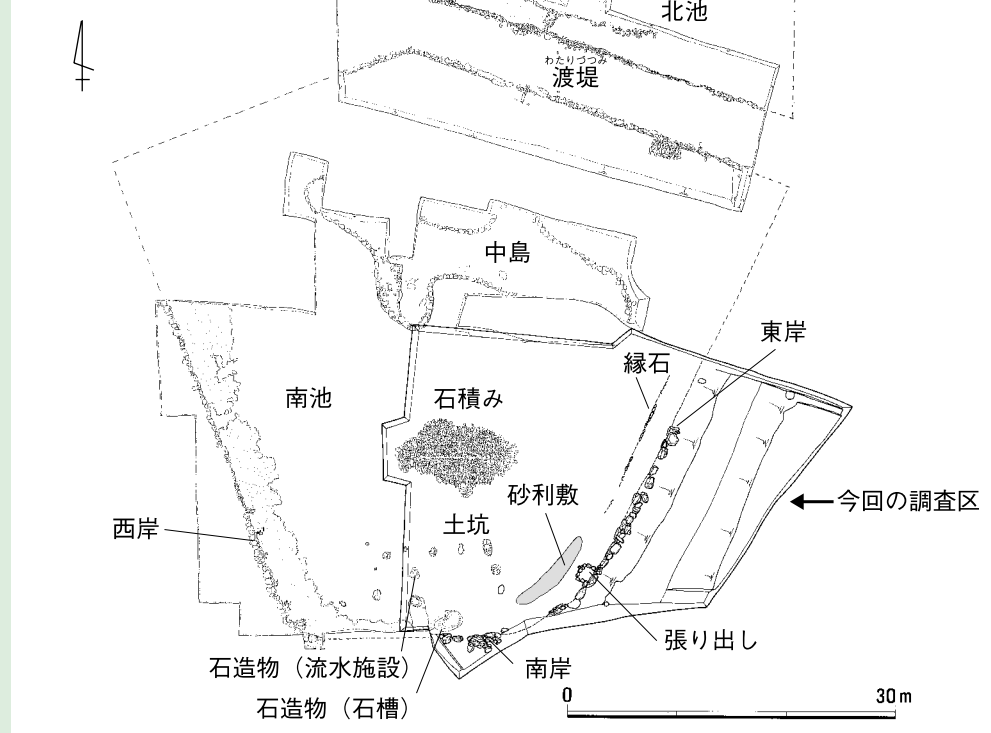 北池
わたりづつみ
渡堤
中島
東岸
縁石
南池
石積み
砂利敷
今回の調査区
土坑
西岸
張り出し
石造物（流水施設）
南岸
石造物（石槽）
0 30m